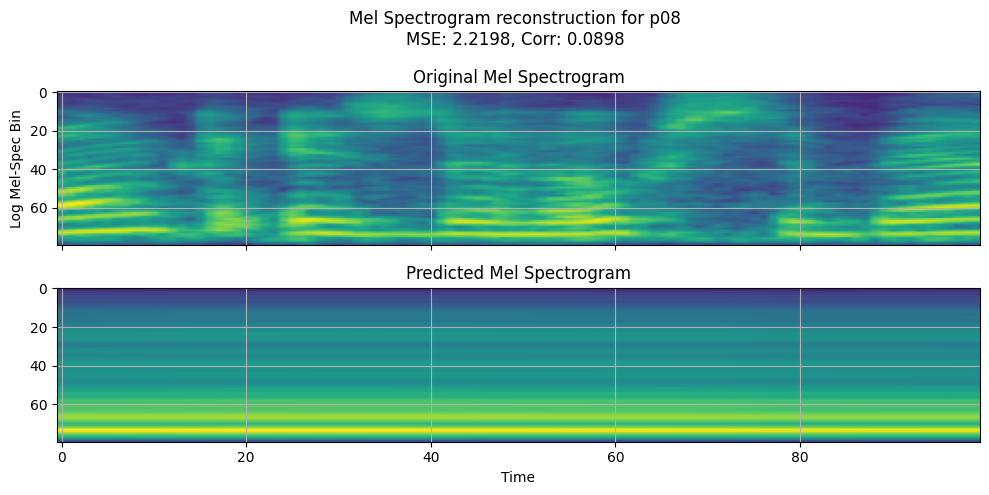 Mel Spectrogram reconstruction for p08
MSE: 2.2198, Corr: 0.0898
Original Mel Spectrogram
0
20
40
60
Log Mel-Spec Bin
Predicted Mel Spectrogram
0
20
40
60
0 20 40 60 80
Time